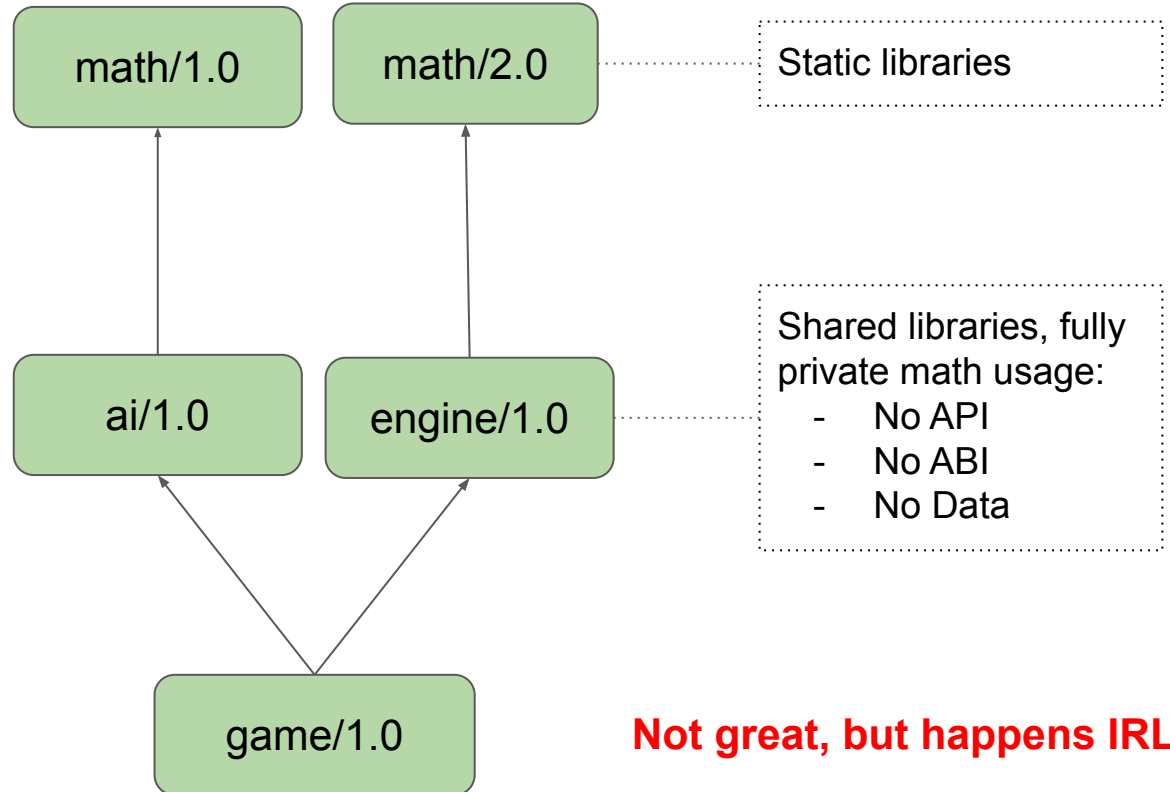 math/1.0
math/2.0
Static libraries
Shared libraries, fully
private math usage:
- No API
- No ABI
- No Data
ai/1.0
engine/1.0
game/1.0
Not great, but happens IRL